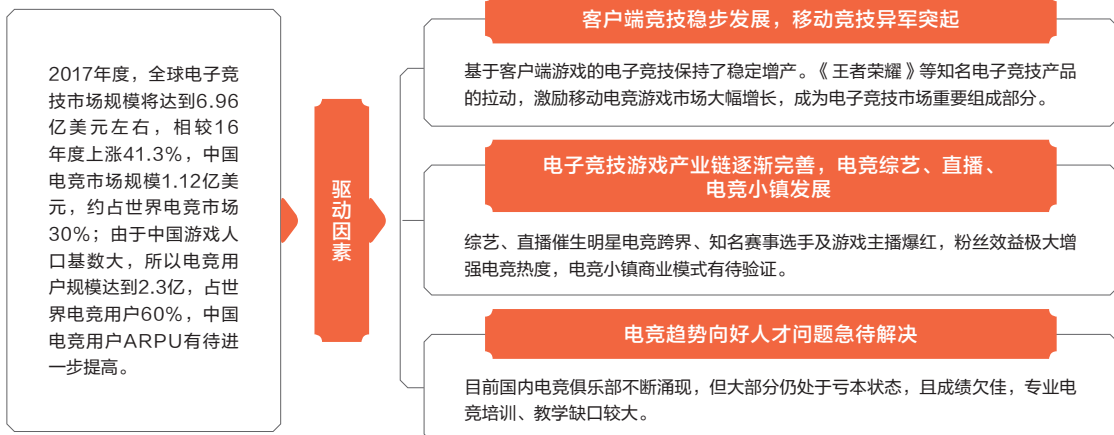 2017年度，全球电子竞
技市场规模将达到6.96
亿美元左右，相较16
年度上涨41.3%，中国
电竞市场规模1.12亿美
元，约占世界电竞市场
30%；由于中国游戏人
口基数大，所以电竞用
户规模达到2.3亿，占世
界电竞用户60%，中国
电竞用户ARPU有待进
一步提高。
驱动因素
客户端竞技稳步发展，移动竞技异军突起
基于客户端游戏的电子竞技保持了稳定增产。《王者荣耀》等知名电子竞技产品
的拉动，激励移动电竞游戏市场大幅增长，成为电子竞技市场重要组成部分。
电子竞技游戏产业链逐渐完善，电竞综艺、直播、
电竞小镇发展
综艺、直播催生明星电竞跨界、知名赛事选手及游戏主播爆红，粉丝效益极大增
强电竞热度，电竞小镇商业模式有待验证。
电竞趋势向好人才问题急待解决
目前国内电竞俱乐部不断涌现，但大部分仍处于亏本状态，且成绩欠佳，专业电
竞培训、教学缺口较大。